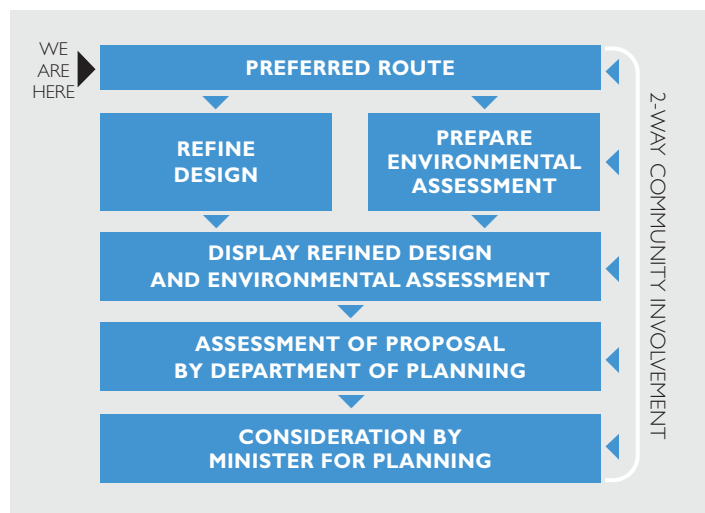 WE
ARE
HERE
PREFERRED ROUTE
REFINE
DESIGN
PREPARE
ENVIRONMENTAL
ASSESSMENT
DISPLAY REFINED DESIGN
AND ENVIRONMENTAL ASSESSMENT
ASSESSMENT OF PROPOSAL
BY DEPARTMENT OF PLANNING
CONSIDERATION BY
MINISTER FOR PLANNING
2-WAY COMMUNITY INVOLVEMENT